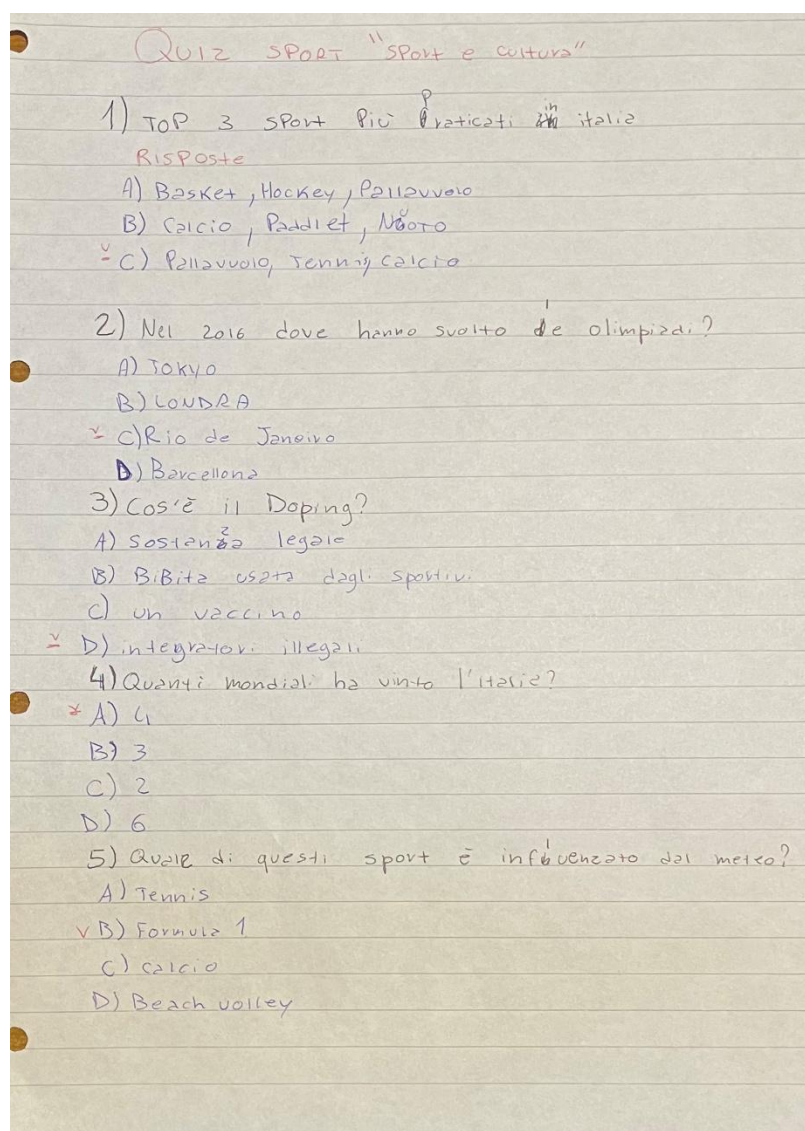 QUIZ SPORT "SPort e cultura"
1) TOP 3 SPort Più Praticati in italia
RISPOSte
A) Basket, Hockey, Pallavvolo
B) Calcio, Paddlet, NUOTO
v C) Pallavvolo, Tennis, calcio
2) Nel 2016 dove hanno svolto le olimpiadi?
A) TOKYO
B) LONDRA
v C) Rio de Janeiro
D) Barcellona
3) Cos'è il Doping?
A) Sostanza legale
B) BiBita usata dagli sportivi
C) un vaccino
v D) integratori illegali
4) Quanti mondiali ha vinto l'italia?
v A) 4
B) 3
C) 2
D) 6
5) Quale di questi sport è influenzato dal meteo?
A) Tennis
v B) Formula 1
C) calcio
D) Beach volley